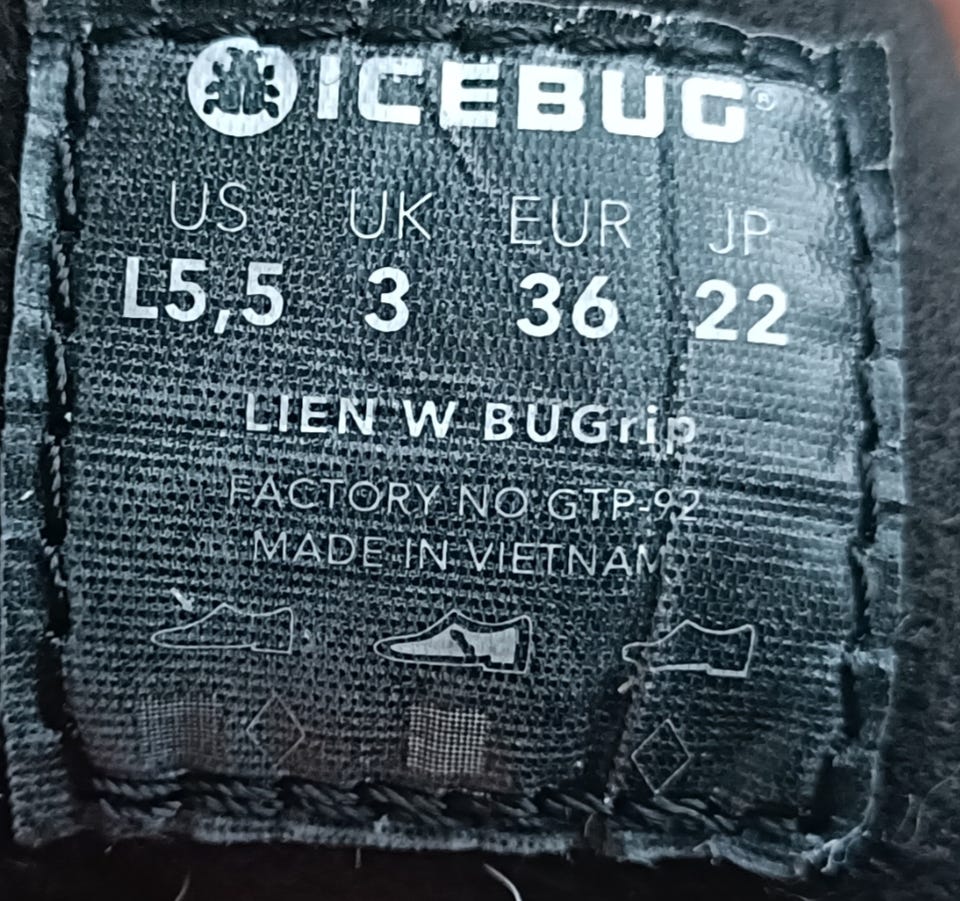 ICEBUG®
US UK EUR JP
L5,5 3 36 22
LIEN W BUGrip
FACTORY NO GTP-92
MADE IN VIETNAM